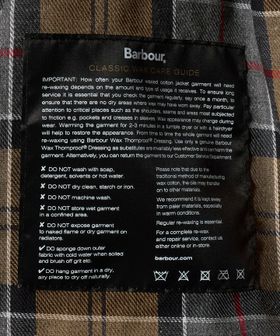 Barbour
CLASSIC WAX CARE GUIDE
IMPORTANT: How often your Barbour waxed cotton jacket garment will need
re-waxing depends on the amount and type of usage it receives. To ensure long
service it is essential that you check the garment regularly, say once a month, to
ensure that there are no dry areas where wax may have worn away. Pay particular
attention to critical places such as the shoulders, seams and areas most subjected
to friction e.g. pockets and creases in sleeves. Wax appearance may change during
wear. Warming the garment for 2-3 minutes in a tumble dryer or with a hairdryer
will help to restore the appearance. From time to time the whole garment will need
re-waxing using Barbour Wax Thornproof Dressing. Use only a genuine Barbour
Wax Thornproof Dressing as substitutes are invariably less effective and can harm the
garment. Alternatively, you can return the garment to our Customer Service Department.
✗ DO NOT wash with soap,
detergent, solvents or hot water.
✗ DO NOT dry clean, starch or iron.
✗ DO NOT machine wash.
✗ DO NOT store wet garment
in a confined area.
✗ DO NOT expose garment
to naked flame or dry garment on
radiators.
✓ DO sponge down outer
fabric with cold water when soiled
and brush off grit etc.
✓ DO hang garment in a dry,
airy place to dry off naturally.
Please note that due to the
traditional method of manufacturing
wax cotton, the oils may transfer
on to other materials.
We recommend it is kept away
from paler materials, especially
in warm conditions.
Regular re-waxing is essential.
For a complete re-wax
and repair service, contact us
either online or in store.
barbour.com